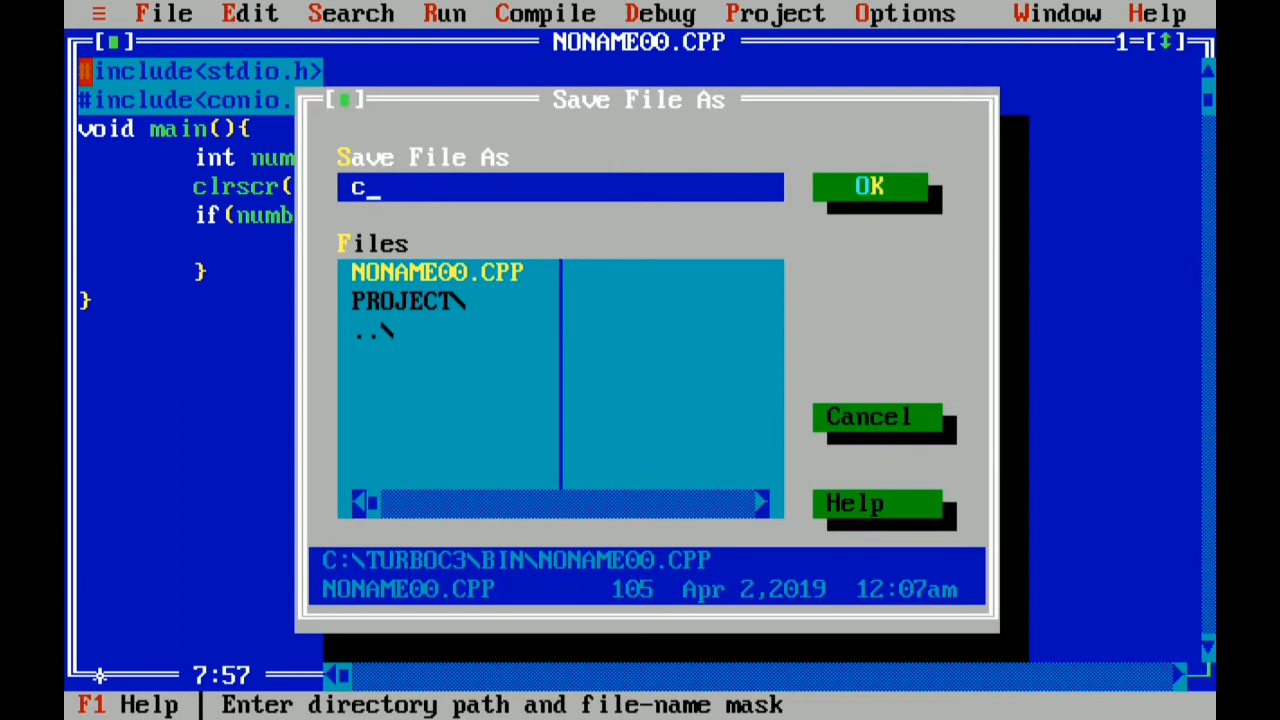 ≡ File Edit Search Run Compile Debug Project Options Window Help
[■] NONAME00.CPP 1=[↕]
#include<stdio.h>
#include<conio.
void main(){
int num
clrscr(
if(numb
}
}
[■] Save File As
Save File As
c_
OK
Files
NONAME00.CPP
PROJECT\
..\
Cancel
Help
C:\TURBOC3\BIN\NONAME00.CPP
NONAME00.CPP 105 Apr 2,2019 12:07am
7:57
F1 Help | Enter directory path and file-name mask